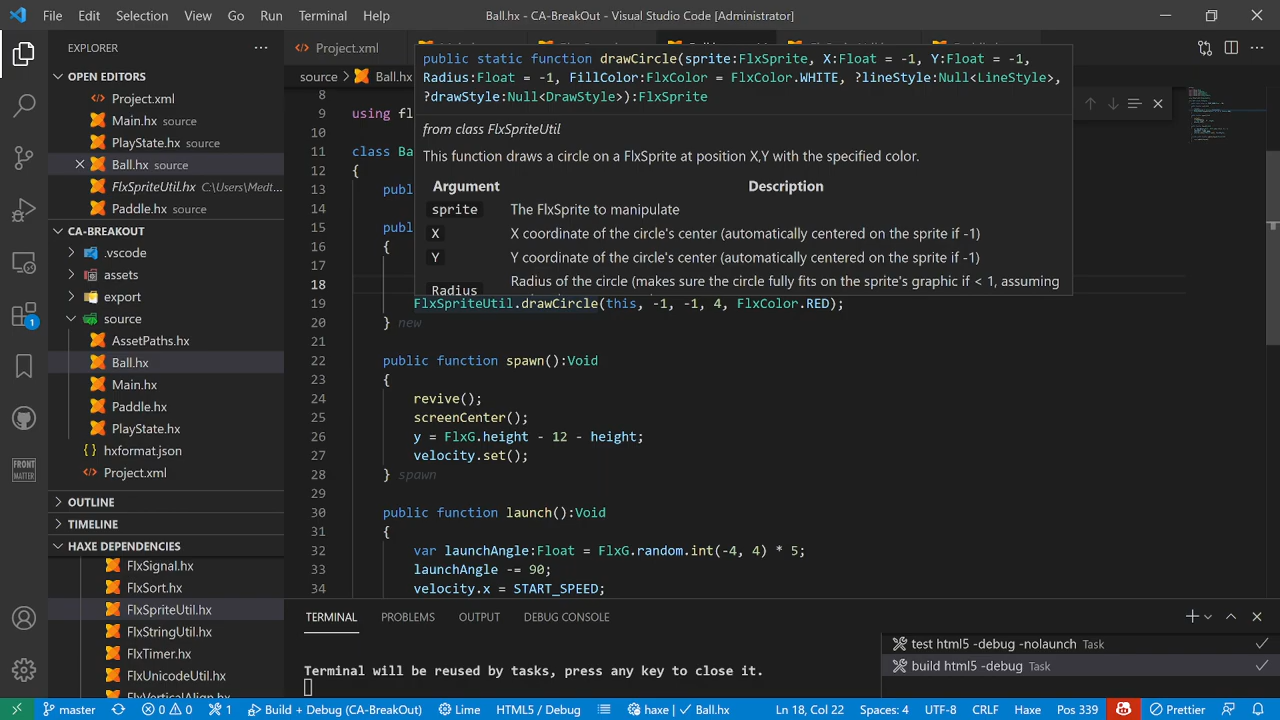 File Edit Selection View Go Run Terminal Help
Ball.hx - CA-BreakOut - Visual Studio Code [Administrator]
EXPLORER
Project.xml
OPEN EDITORS
Project.xml
Main.hx source
PlayState.hx source
Ball.hx source
FlxSpriteUtil.hx C:\Users\Medt...
Paddle.hx source
CA-BREAKOUT
.vscode
assets
export
source
AssetPaths.hx
Ball.hx
Main.hx
Paddle.hx
PlayState.hx
hxformat.json
Project.xml
OUTLINE
TIMELINE
HAXE DEPENDENCIES
FlxSignal.hx
FlxSort.hx
FlxSpriteUtil.hx
FlxStringUtil.hx
FlxTimer.hx
FlxUnicodeUtil.hx
FlxVerticalAlign.hx
1
FRONT
MATTER
source > Ball.hx
public static function drawCircle(sprite:FlxSprite, X:Float = -1, Y:Float = -1,
Radius:Float = -1, FillColor:FlxColor = FlxColor.WHITE, ?lineStyle:Null<LineStyle>,
?drawStyle:Null<DrawStyle>):FlxSprite
from class FlxSpriteUtil
This function draws a circle on a FlxSprite at position X,Y with the specified color.
Argument Description
sprite The FlxSprite to manipulate
X X coordinate of the circle's center (automatically centered on the sprite if -1)
Y Y coordinate of the circle's center (automatically centered on the sprite if -1)
Radius Radius of the circle (makes sure the circle fully fits on the sprite's graphic if < 1, assuming
8
9 using fl
10
11 class Ba
12 {
13 publ
14
15 publ
16 {
17
18
19 FlxSpriteUtil.drawCircle(this, -1, -1, 4, FlxColor.RED);
20 } new
21
22 public function spawn():Void
23 {
24 revive();
25 screenCenter();
26 y = FlxG.height - 12 - height;
27 velocity.set();
28 } spawn
29
30 public function launch():Void
31 {
32 var launchAngle:Float = FlxG.random.int(-4, 4) * 5;
33 launchAngle -= 90;
34 velocity.x = START_SPEED;
TERMINAL PROBLEMS OUTPUT DEBUG CONSOLE
Terminal will be reused by tasks, press any key to close it.
test html5 -debug -nolaunch Task
build html5 -debug Task
master 0 0 1 Build + Debug (CA-BreakOut) Lime HTML5 / Debug haxe | Ball.hx Ln 18, Col 22 Spaces: 4 UTF-8 CRLF Haxe Pos 339 Prettier